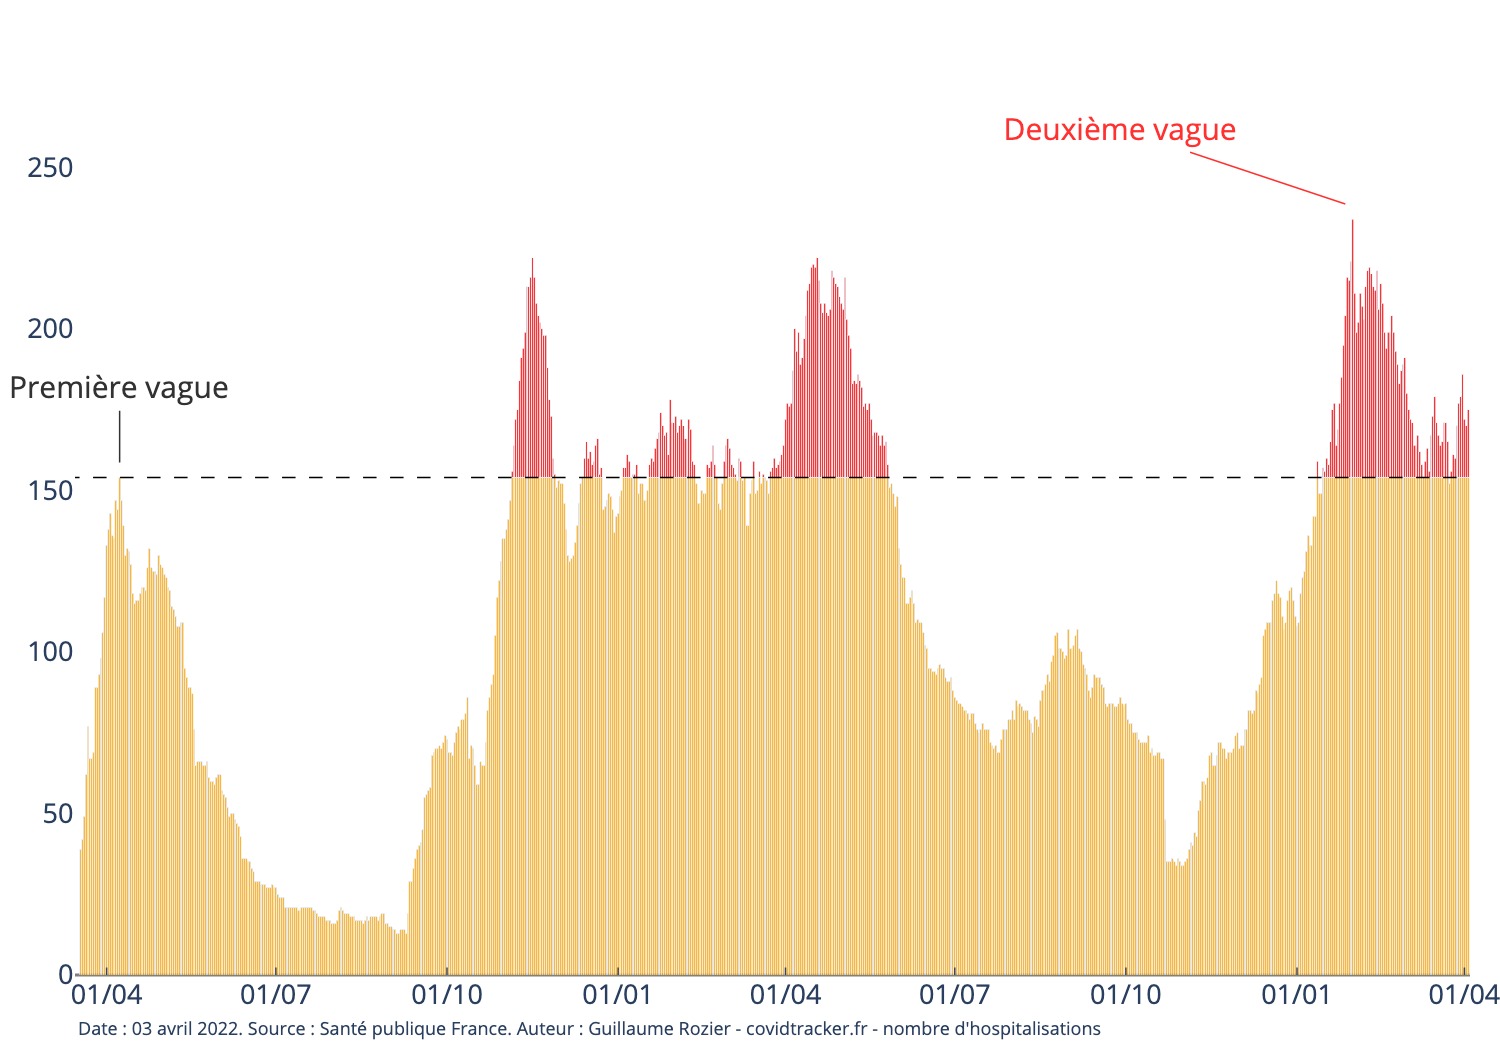 Deuxième vague
250
200
Première vague
150
100
50
0
01/04 01/07 01/10 01/01 01/04 01/07 01/10 01/01 01/04
Date : 03 avril 2022. Source : Santé publique France. Auteur : Guillaume Rozier - covidtracker.fr - nombre d'hospitalisations